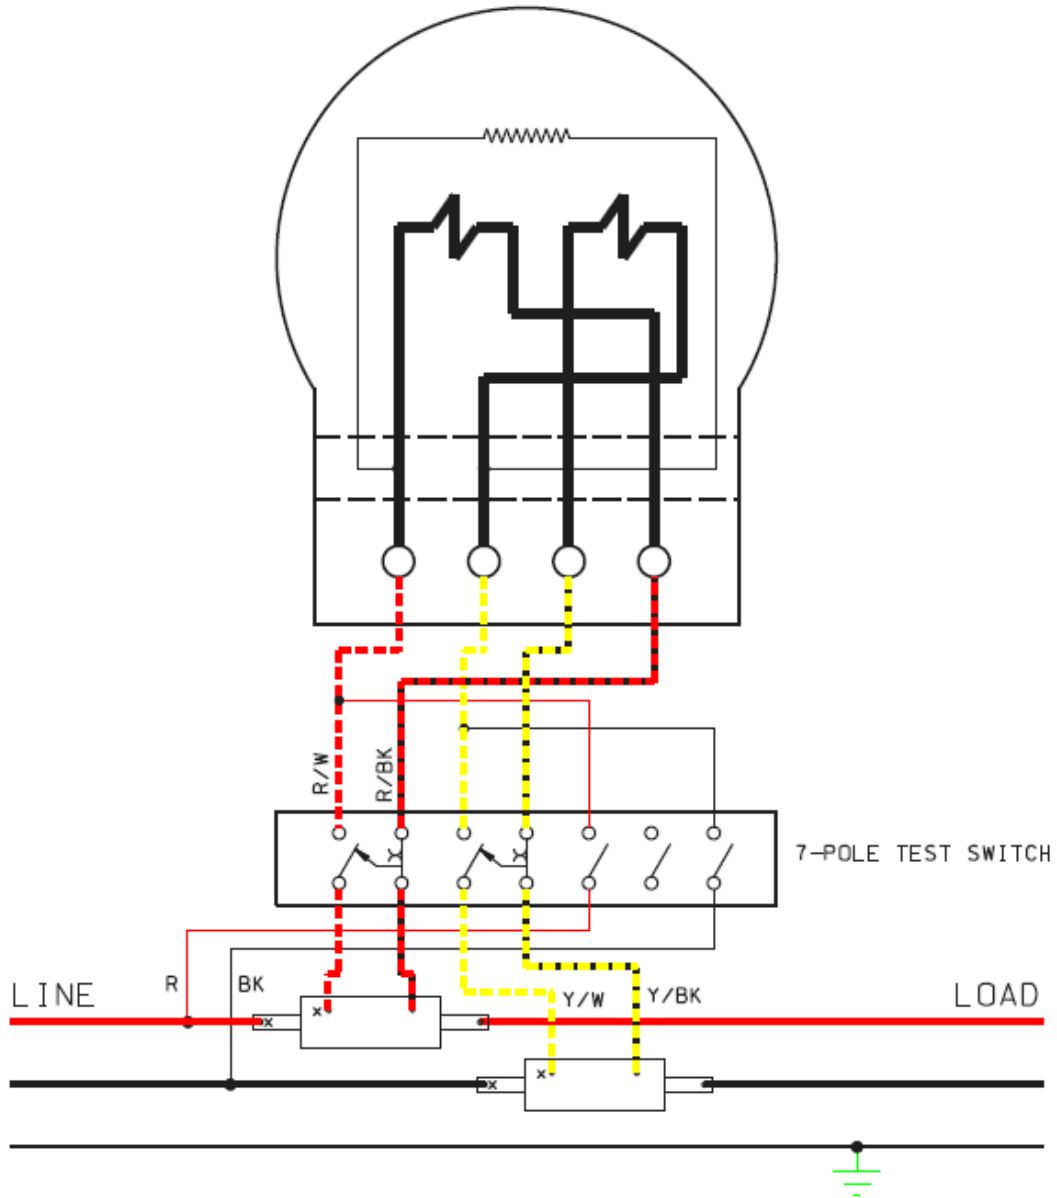 R/W
R/BK
7-POLE TEST SWITCH
R
BK
LINE
Y/W
Y/BK
LOAD
x
x
x
x